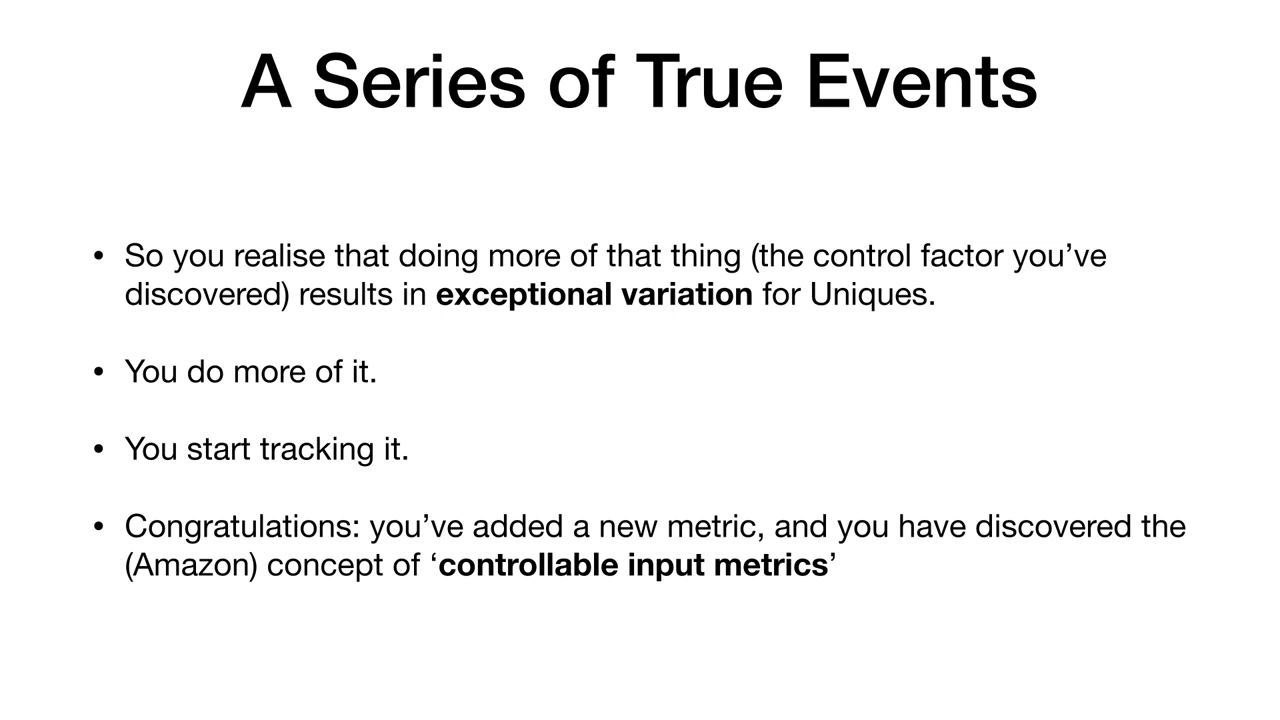 A Series of True Events
• So you realise that doing more of that thing (the control factor you’ve
discovered) results in exceptional variation for Uniques.
• You do more of it.
• You start tracking it.
• Congratulations: you’ve added a new metric, and you have discovered the
(Amazon) concept of ‘controllable input metrics’